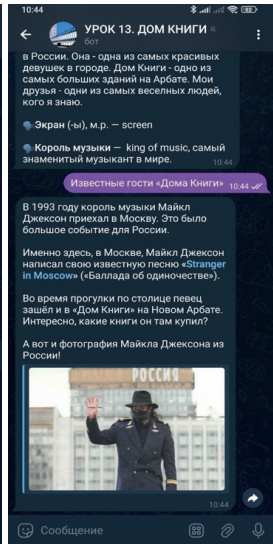 10:44
УРОК 13. ДОМ КНИГИ
бот
в России. Она - одна из самых красивых
девушек в городе. Дом Книги - одно из
самых больших зданий на Арбате. Мои
друзья - одни из самых веселных людей,
кого я знаю.
Экран (-ы), м.р. — screen
Король музыки — king of music, самый
знаменитый музыкант в мире.
10:44
Известные гости «Дома Книги» 10:44
В 1993 году король музыки Майкл
Джексон приехал в Москву. Это было
большое событие для России.
Именно здесь, в Москве, Майкл Джексон
написал свою известную песню «Stranger
in Moscow» («Баллада об одиночестве»).
Во время прогулки по столице певец
зашёл и в «Дом Книги» на Новом Арбате.
Интересно, какие книги он там купил?
А вот и фотография Майкла Джексона из
России!
РОССИЯ
10:44
Сообщение